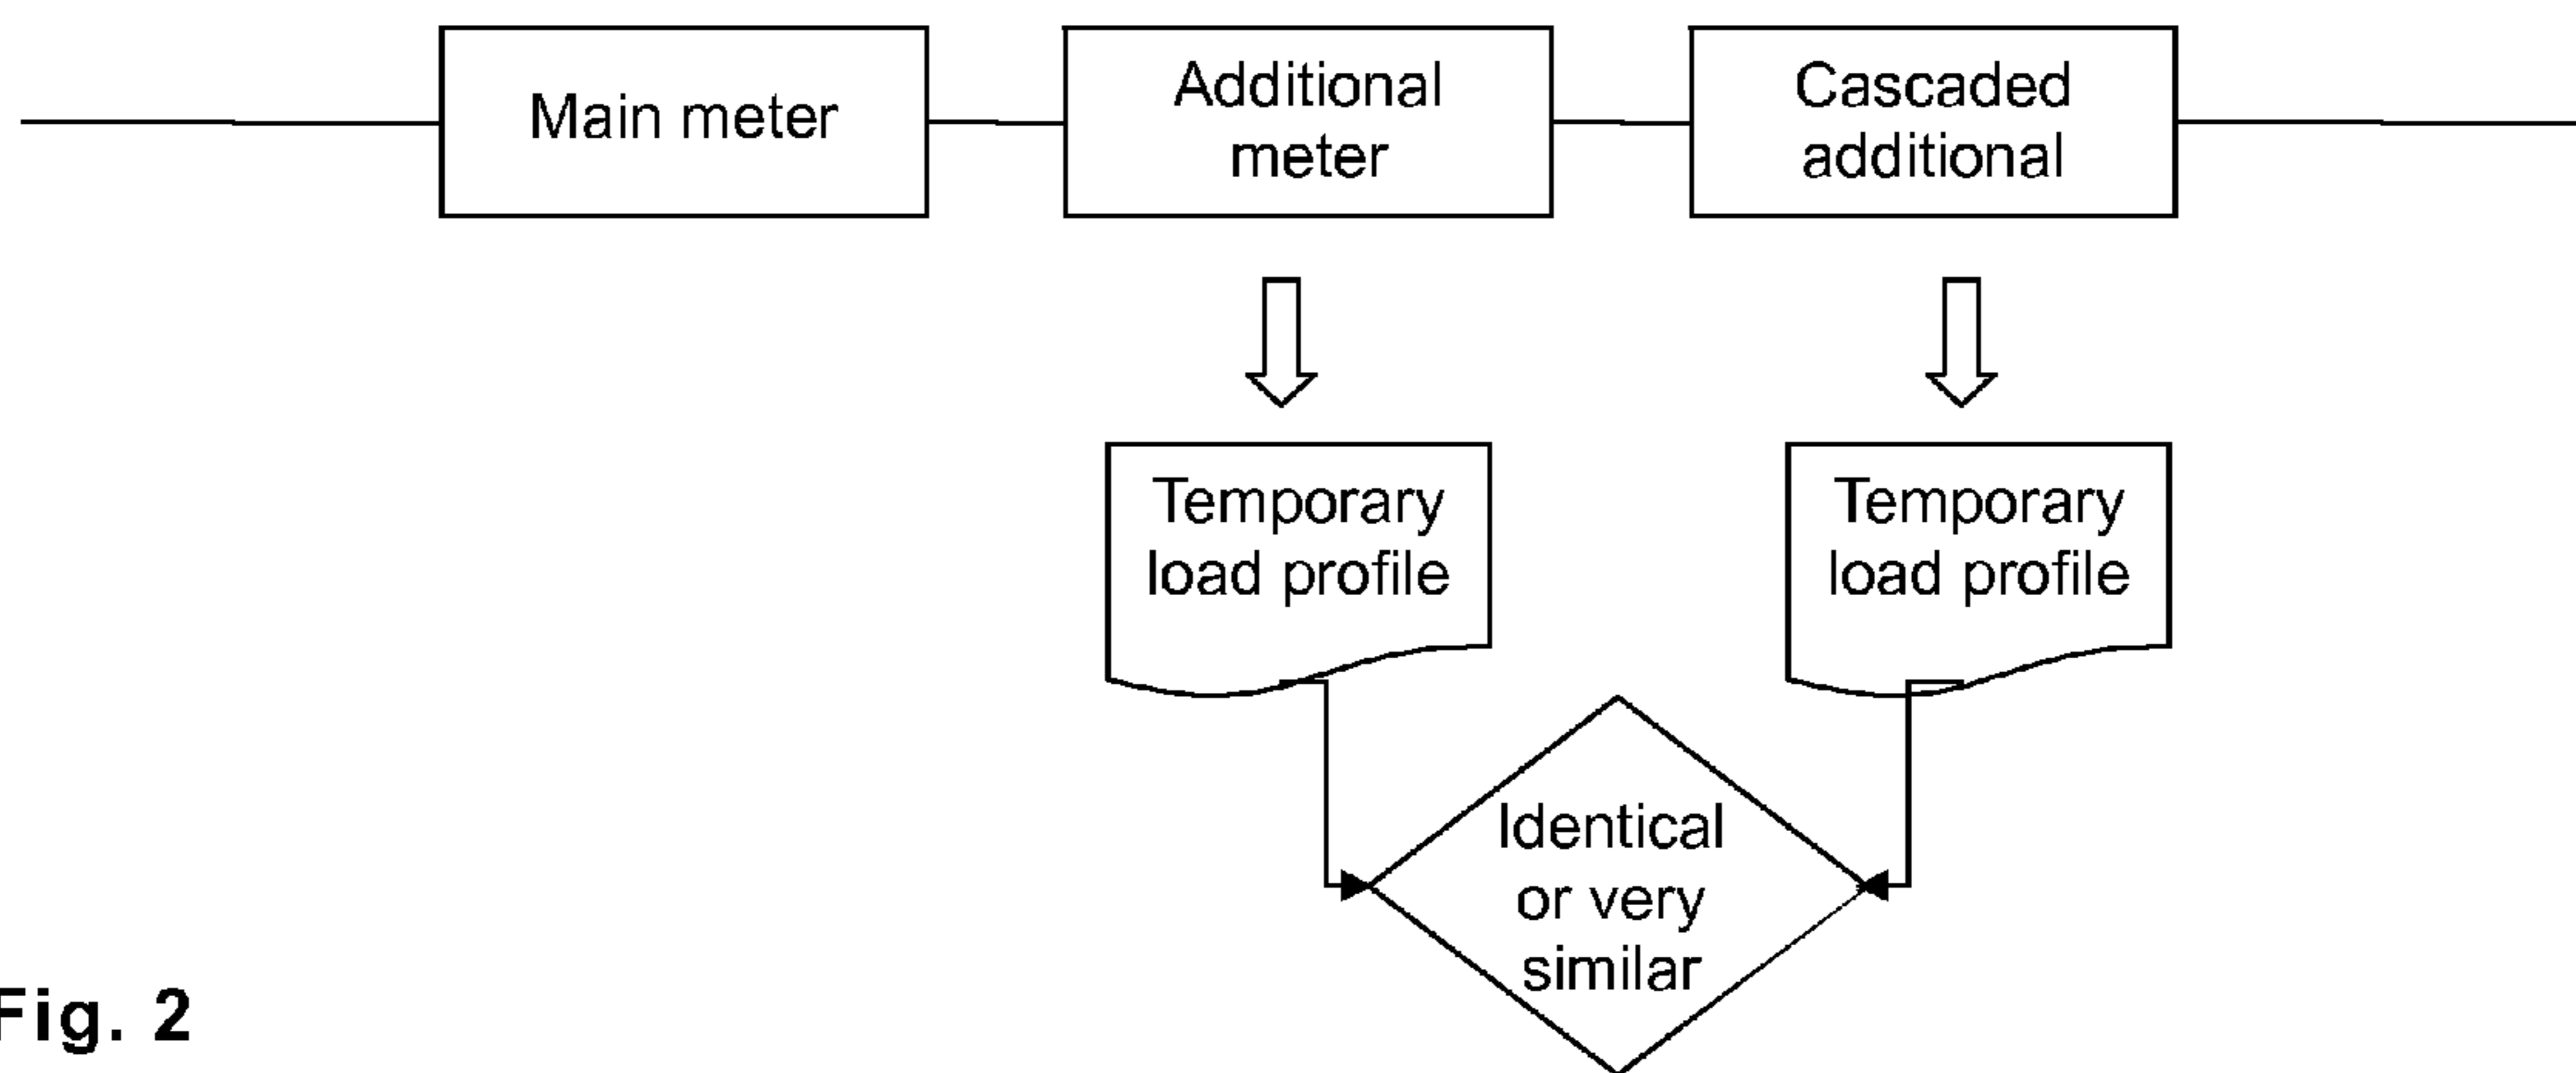 Main meter
Additional
meter
Cascaded
additional
Temporary
load profile
Temporary
load profile
Identical
or very
similar
Fig. 2